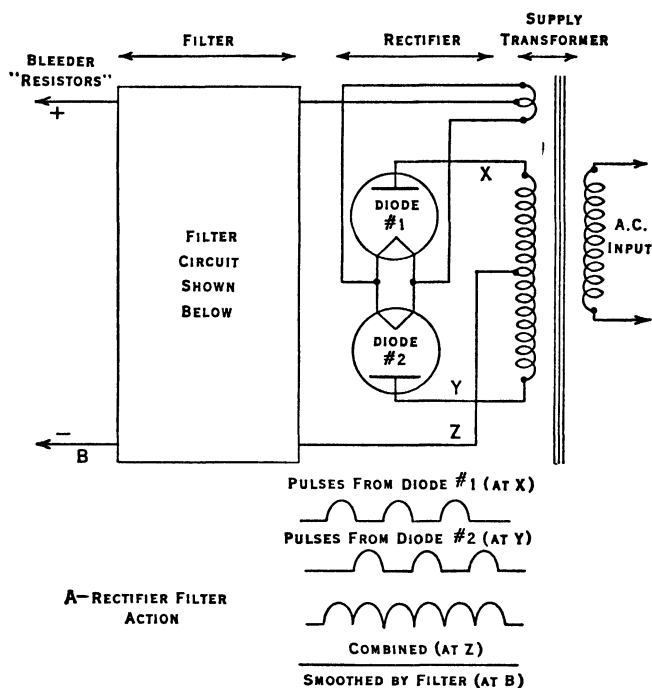 FILTER
RECTIFIER
SUPPLY
TRANSFORMER
BLEEDER
"RESISTORS"
+
X
DIODE
#1
A.C.
INPUT
FILTER
CIRCUIT
SHOWN
BELOW
DIODE
#2
Y
Z
−
B
PULSES FROM DIODE #1 (AT X)
PULSES FROM DIODE #2 (AT Y)
A-RECTIFIER FILTER
ACTION
COMBINED (AT Z)
SMOOTHED BY FILTER (AT B)